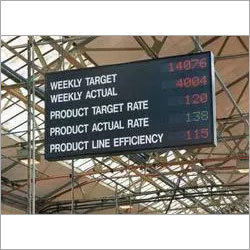 WEEKLY TARGET 14076
WEEKLY ACTUAL 4004
PRODUCT TARGET RATE 120
PRODUCT ACTUAL RATE 138
PRODUCT LINE EFFICIENCY 115